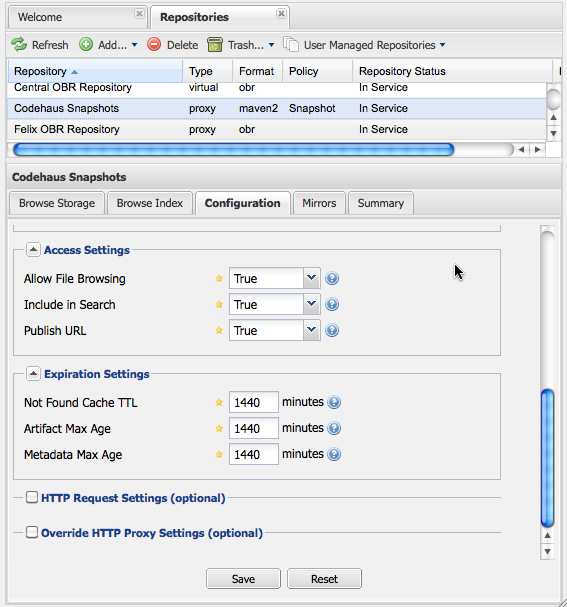 Welcome
Repositories
Refresh Add... Delete Trash... User Managed Repositories
Repository Type Format Policy Repository Status
Central OBR Repository virtual obr In Service
Codehaus Snapshots proxy maven2 Snapshot In Service
Felix OBR Repository proxy obr In Service
Codehaus Snapshots
Browse Storage Browse Index Configuration Mirrors Summary
Access Settings
Allow File Browsing True
Include in Search True
Publish URL True
Expiration Settings
Not Found Cache TTL 1440 minutes
Artifact Max Age 1440 minutes
Metadata Max Age 1440 minutes
HTTP Request Settings (optional)
Override HTTP Proxy Settings (optional)
Save Reset